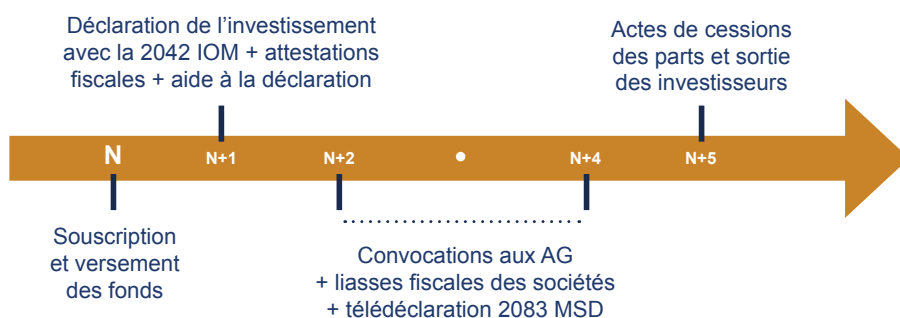 Déclaration de l'investissement
avec la 2042 IOM + attestations
fiscales + aide à la déclaration
Actes de cessions
des parts et sortie
des investisseurs
N
N+1
N+2
N+4
N+5
Souscription
et versement
des fonds
Convocations aux AG
+ liasses fiscales des sociétés
+ télédéclaration 2083 MSD